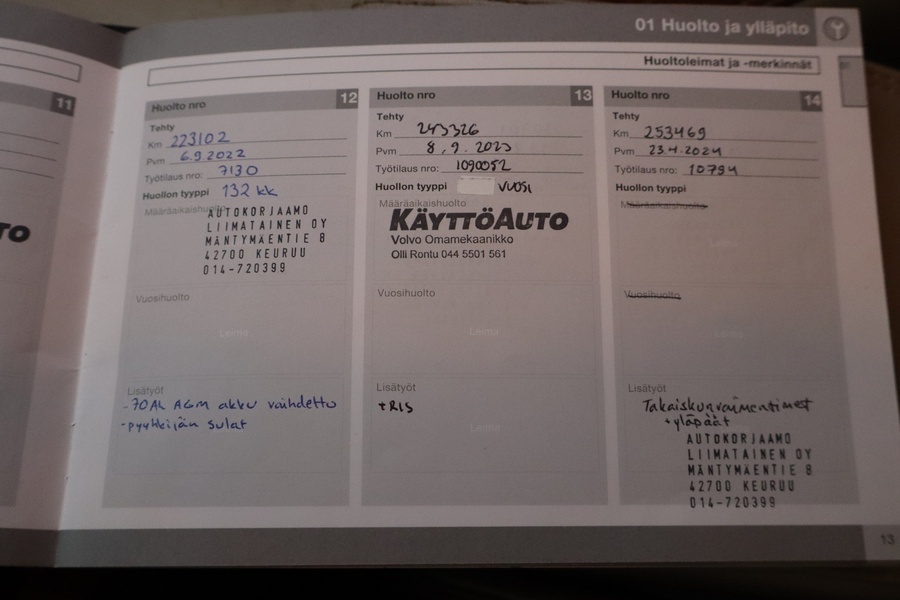 01 Huolto ja ylläpito
Huoltoleimat ja -merkinnät
11
TO
Huolto nro 12
Tehty
Km 223102
Pvm 6.9.2022
Työtilaus nro: 7130
Huollon tyyppi 132 kk
Määräaikaishuolto
AUTOKORJAAMO
LIIMATAINEN OY
MÄNTYMÄENTIE 8
42700 KEURUU
014-720399
Vuosihuolto
Leima
Lisätyöt
-70Ah AGM akku vaihdettu
-pyyhkijän sulat
Huolto nro 13
Tehty
Km 243326
Pvm 8.9.2023
Työtilaus nro: 1090052
Huollon tyyppi VUOSI
Määräaikaishuolto
KÄYTTÖAUTO
Volvo Omamekaanikko
Olli Rontu 044 5501 561
Vuosihuolto
Leima
Lisätyöt
+RIS
Leima
Huolto nro 14
Tehty
Km 253469
Pvm 23.4.2024
Työtilaus nro: 10794
Huollon tyyppi
Määräaikaishuolto
Leima
Vuosihuolto
Leima
Lisätyöt
Takaiskunvaimentimet
+yläpäät
AUTOKORJAAMO
LIIMATAINEN OY
MÄNTYMÄENTIE 8
42700 KEURUU
014-720399
13